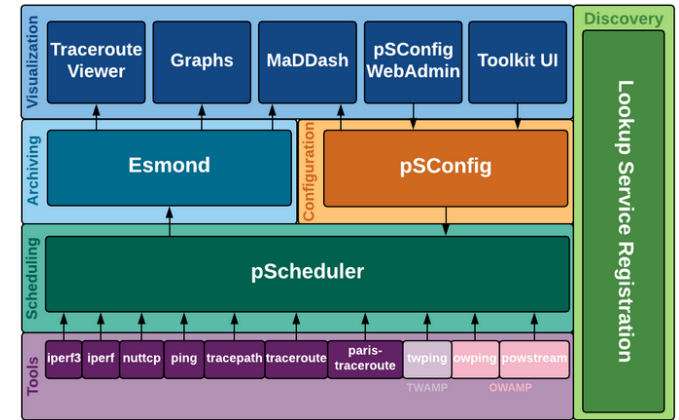 Discovery
Visualization
Traceroute
Viewer
Graphs
MaDDash
pSConfig
WebAdmin
Toolkit UI
Lookup Service Registration
Archiving
Esmond
Configuration
pSConfig
Scheduling
pScheduler
Tools
iperf3
iperf
nuttcp
ping
tracepath
traceroute
paris-
traceroute
twping
owping
powstream
TWAMP
OWAMP